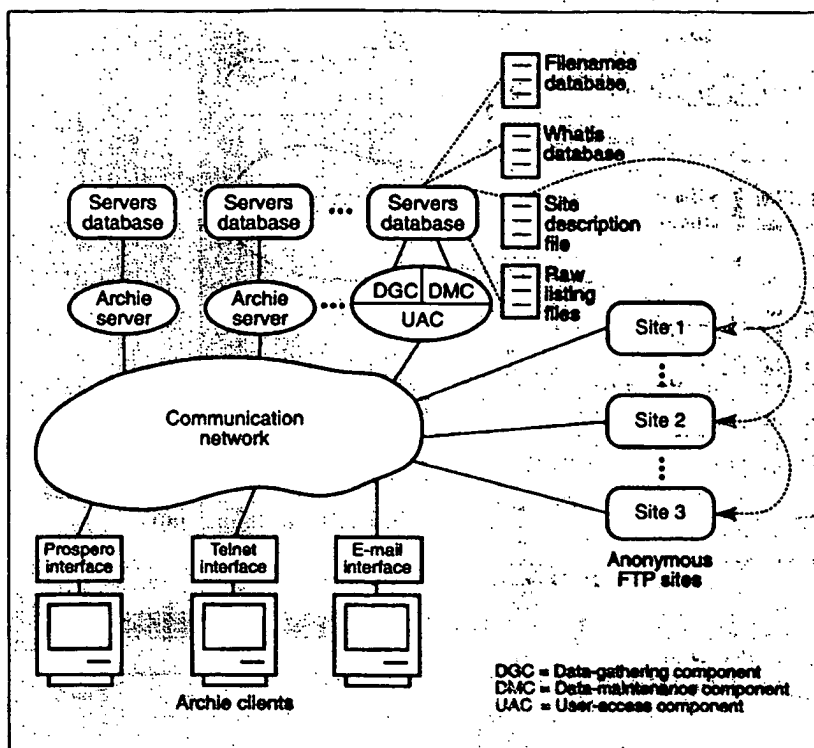 Filenames
database
Whatis
database
Servers
database
Servers
database
Servers
database
Site
description
file
Raw
listing
files
Archie
server
Archie
server
DGC
DMC
UAC
Site 1
Site 2
Site 3
Communication
network
Anonymous
FTP sites
Prospero
interface
Telnet
interface
E-mail
interface
Archie clients
DGC = Data-gathering component
DMC = Data-maintenance component
UAC = User-access component